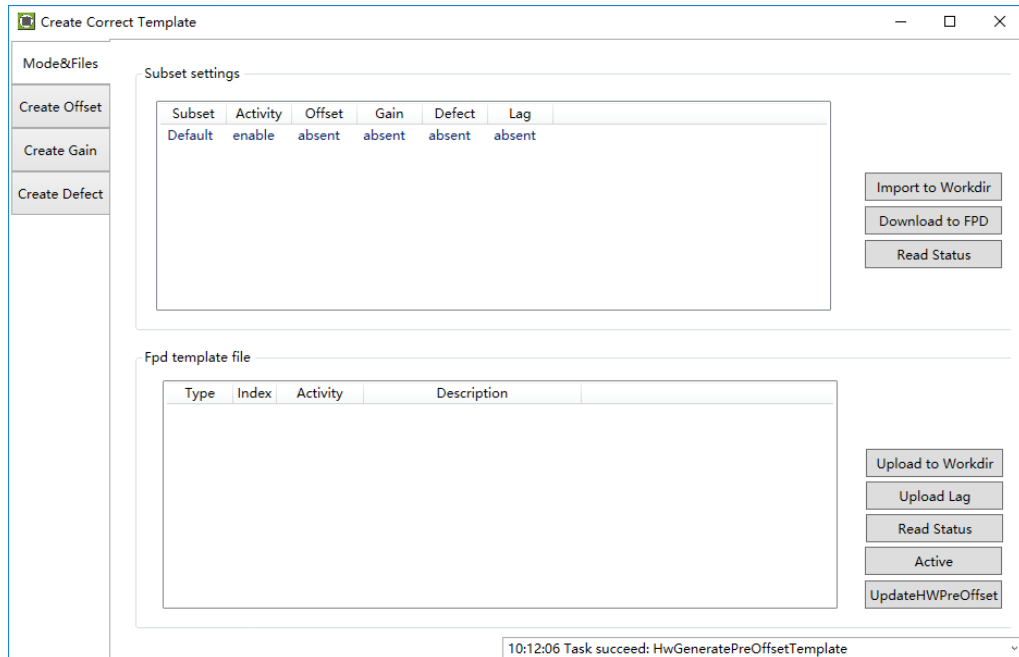 Create Correct Template
Mode&Files
Create Offset
Create Gain
Create Defect
Subset settings
Subset Activity Offset Gain Defect Lag
Default enable absent absent absent absent
Import to Workdir
Download to FPD
Read Status
Fpd template file
Type Index Activity Description
Upload to Workdir
Upload Lag
Read Status
Active
UpdateHWPreOffset
10:12:06 Task succeed: HwGeneratePreOffsetTemplate